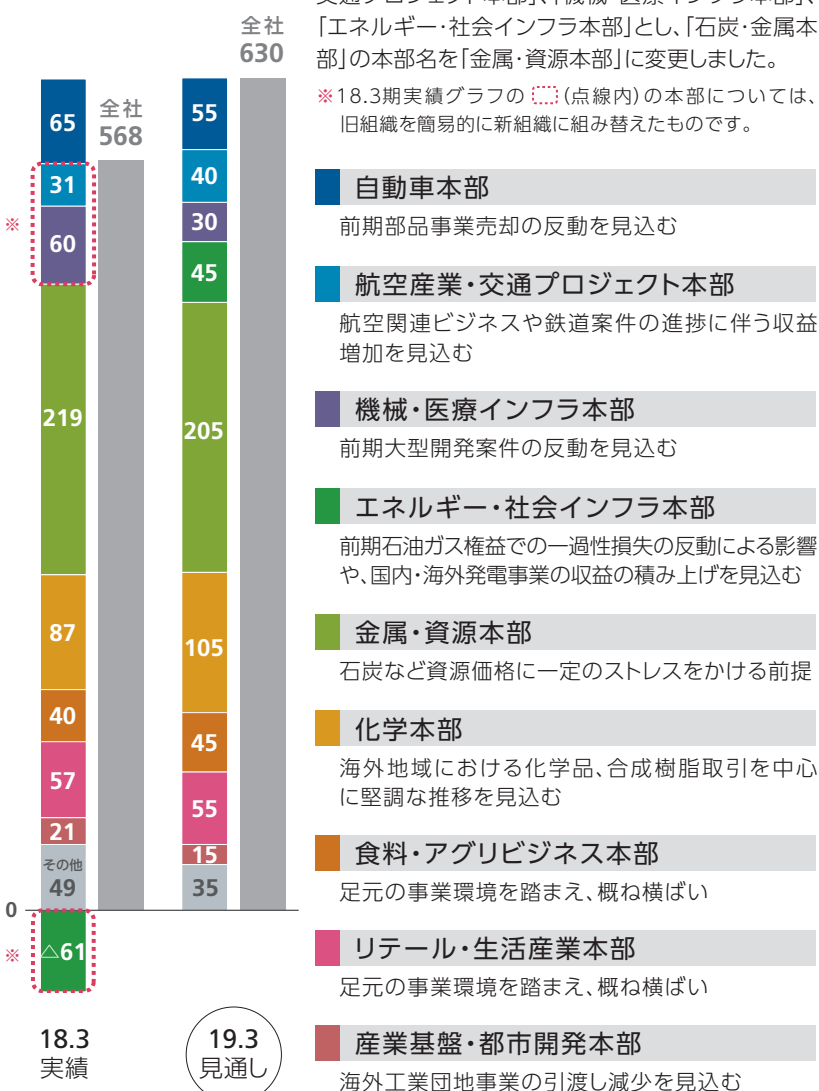 「エネルギー・社会インフラ本部」とし、「石炭・金属本
部」の本部名を「金属・資源本部」に変更しました。
※18.3期実績グラフの (点線内)の本部については、
旧組織を簡易的に新組織に組み替えたものです。
全社
630
全社
568
65
31
※
60
219
87
40
57
21
その他
49
0
※
△61
18.3
実績
55
40
30
45
205
105
45
55
15
35
19.3
見通し
自動車本部
前期部品事業売却の反動を見込む
航空産業・交通プロジェクト本部
航空関連ビジネスや鉄道案件の進捗に伴う収益
増加を見込む
機械・医療インフラ本部
前期大型開発案件の反動を見込む
エネルギー・社会インフラ本部
前期石油ガス権益での一過性損失の反動による影響
や、国内・海外発電事業の収益の積み上げを見込む
金属・資源本部
石炭など資源価格に一定のストレスをかける前提
化学本部
海外地域における化学品、合成樹脂取引を中心
に堅調な推移を見込む
食料・アグリビジネス本部
足元の事業環境を踏まえ、概ね横ばい
リテール・生活産業本部
足元の事業環境を踏まえ、概ね横ばい
産業基盤・都市開発本部
海外工業団地事業の引渡し減少を見込む